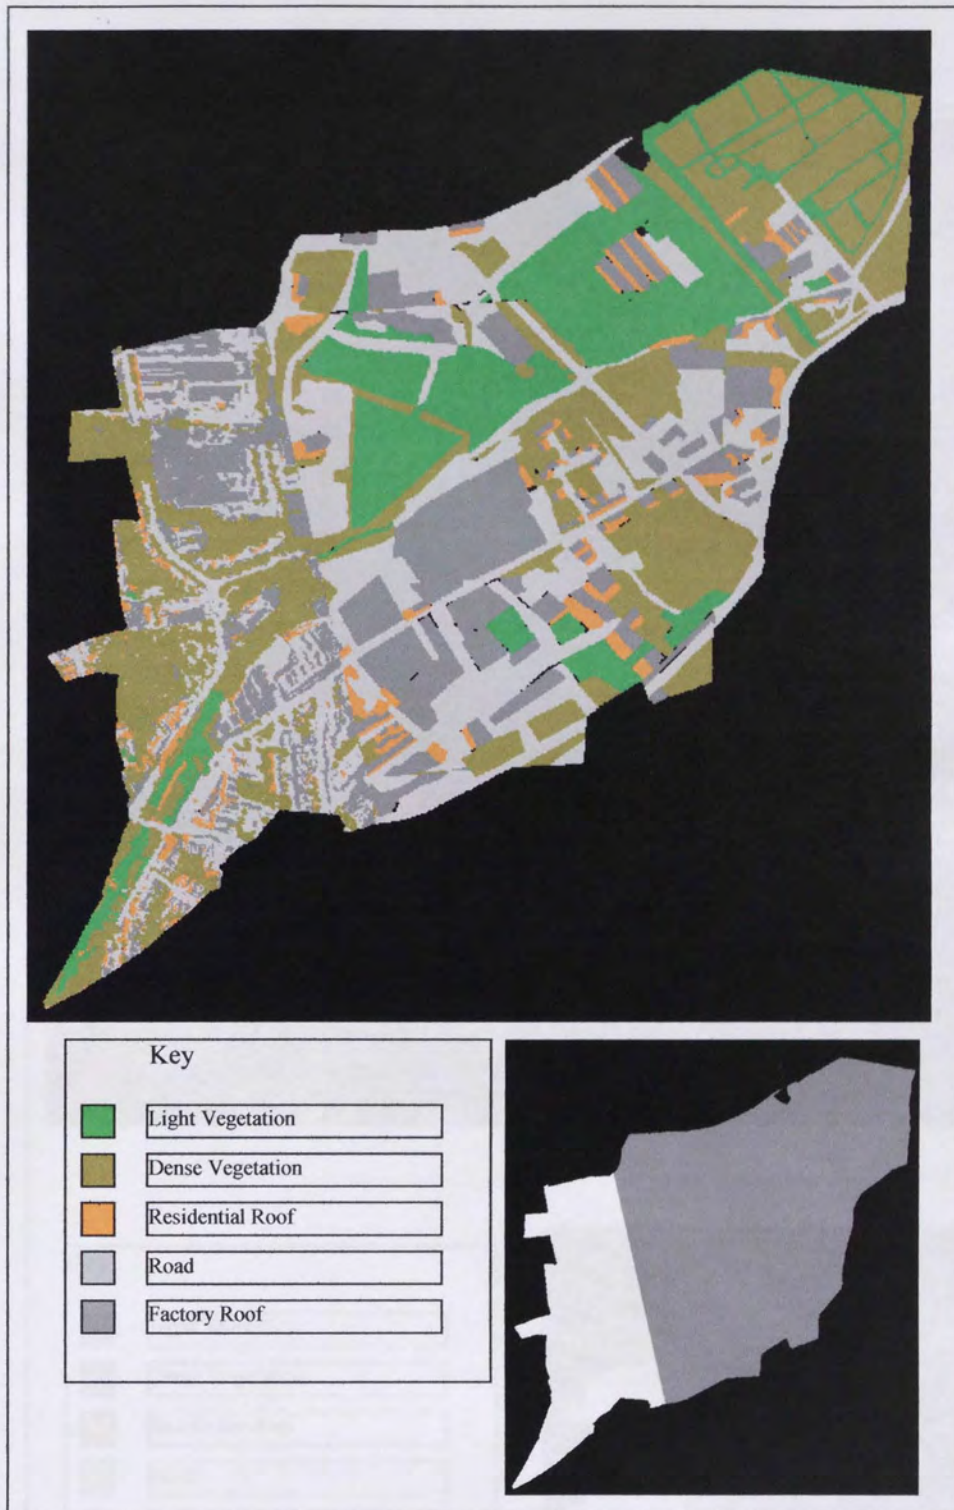 Key
Light Vegetation
Dense Vegetation
Residential Roof
Road
Factory Roof